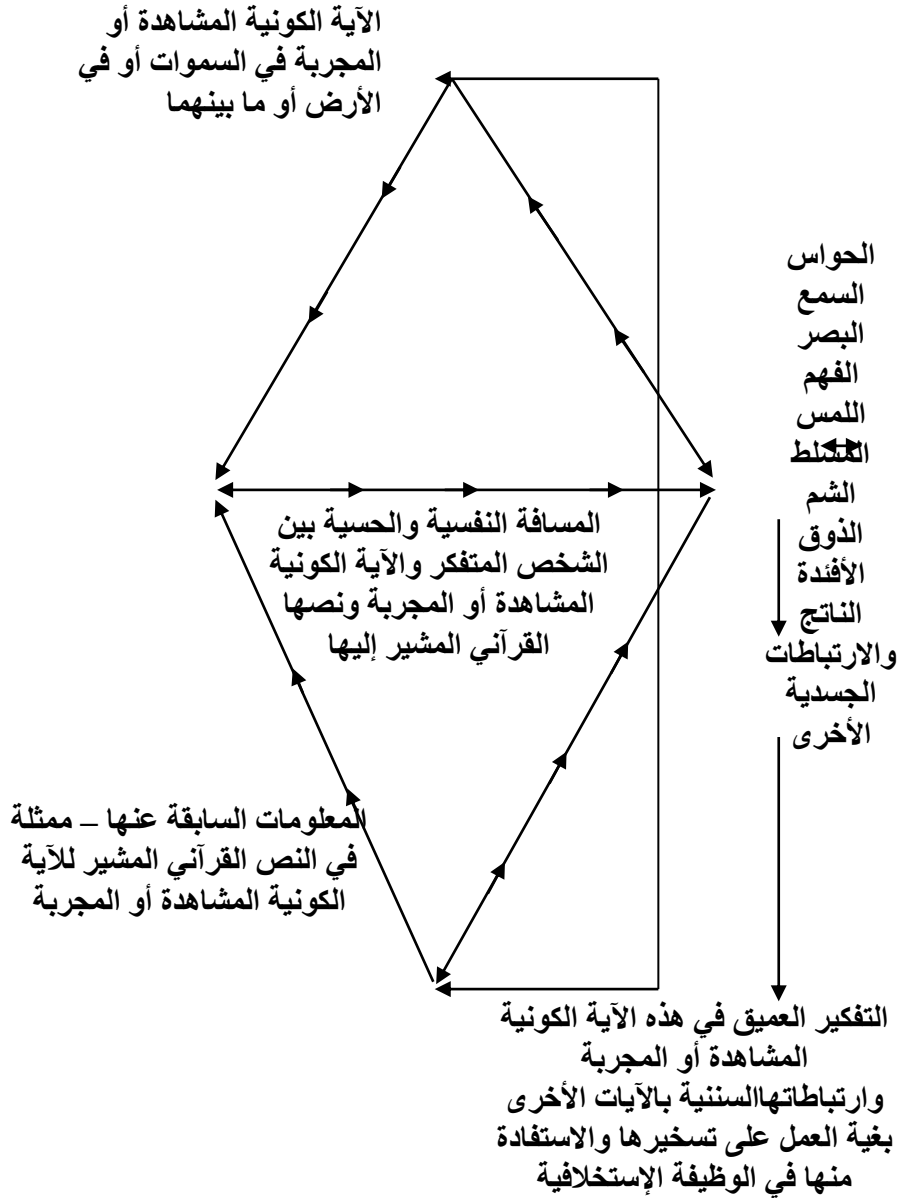 الآية الكونية المشاهدة أو
المجربة في السموات أو في
الأرض أو ما بينهما
الحواس
السمع
البصر
الفهم
اللمس
المسلط
الشم
الذوق
الأفئدة
الناتج
والارتباطات
الجسدية
الأخرى
المسافة النفسية والحسية بين
الشخص المتفكر والآية الكونية
المشاهدة أو المجربة ونصها
القرآني المشير إليها
المعلومات السابقة عنها – ممثلة
في النص القرآني المشير للآية
الكونية المشاهدة أو المجربة
التفكير العميق في هذه الآية الكونية
المشاهدة أو المجربة
وارتباطاتهاالسننية بالآيات الأخرى
بغية العمل على تسخيرها والاستفادة
منها في الوظيفة الإستخلافية